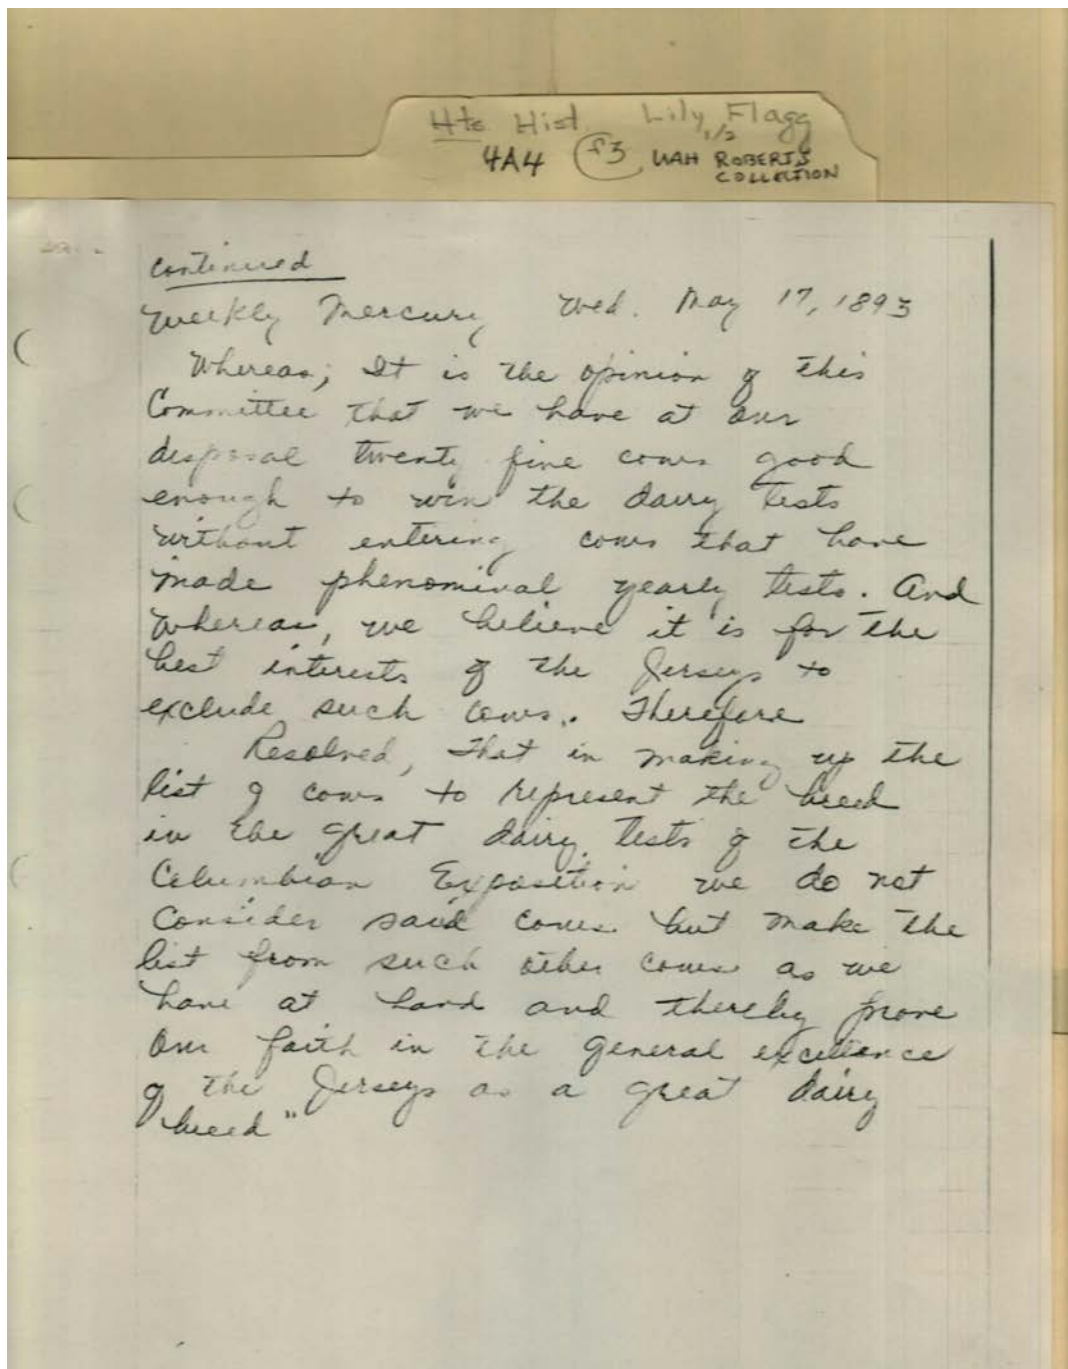 Hts Hist. Lily Flagg
1/2
4A4 f3 UAH ROBERTS
COLLECTION
continued
Weekly Mercury Wed. May 17, 1893
Whereas; It is the opinion of this
Committee that we have at our
disposal twenty five cows good
enough to win the dairy tests
without entering cows that have
made phenominal yearly tests. And
Whereas, we believe it is for the
best interests of the Jerseys to
exclude such cows. Therefore
Resolved, That in making up the
list of cows to represent the breed
in the great dairy tests of the
Columbian Exposition we do not
consider said cows but make the
list from such other cows as we
have at hand and thereby prove
our faith in the general excellence
of the Jerseys as a great dairy
breed"